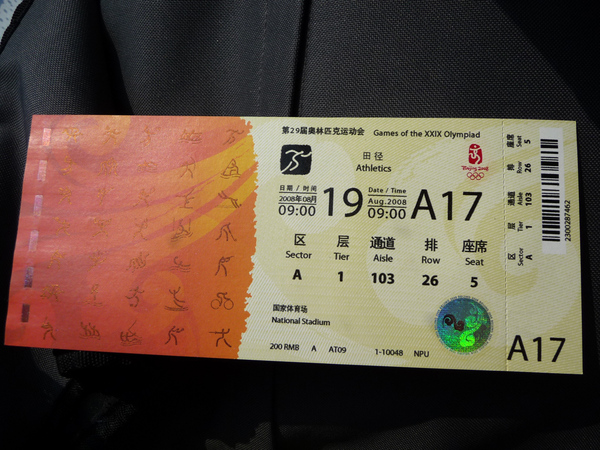 第29届奥林匹克运动会 Games of the XXIX Olympiad
田径
Athletics
Beijing 2008
日期 / 时间
2008年08月
09:00
19
Date / Time
Aug.2008
09:00
A17
区 层 通道 排 座席
Sector Tier Aisle Row Seat
A 1 103 26 5
国家体育场
National Stadium
200 RMB A AT09 1-10048 NPU
座席 Seat 5
排 Row 26
通道 Aisle 103
层 Tier 1
区 Sector A
2300287462
A17